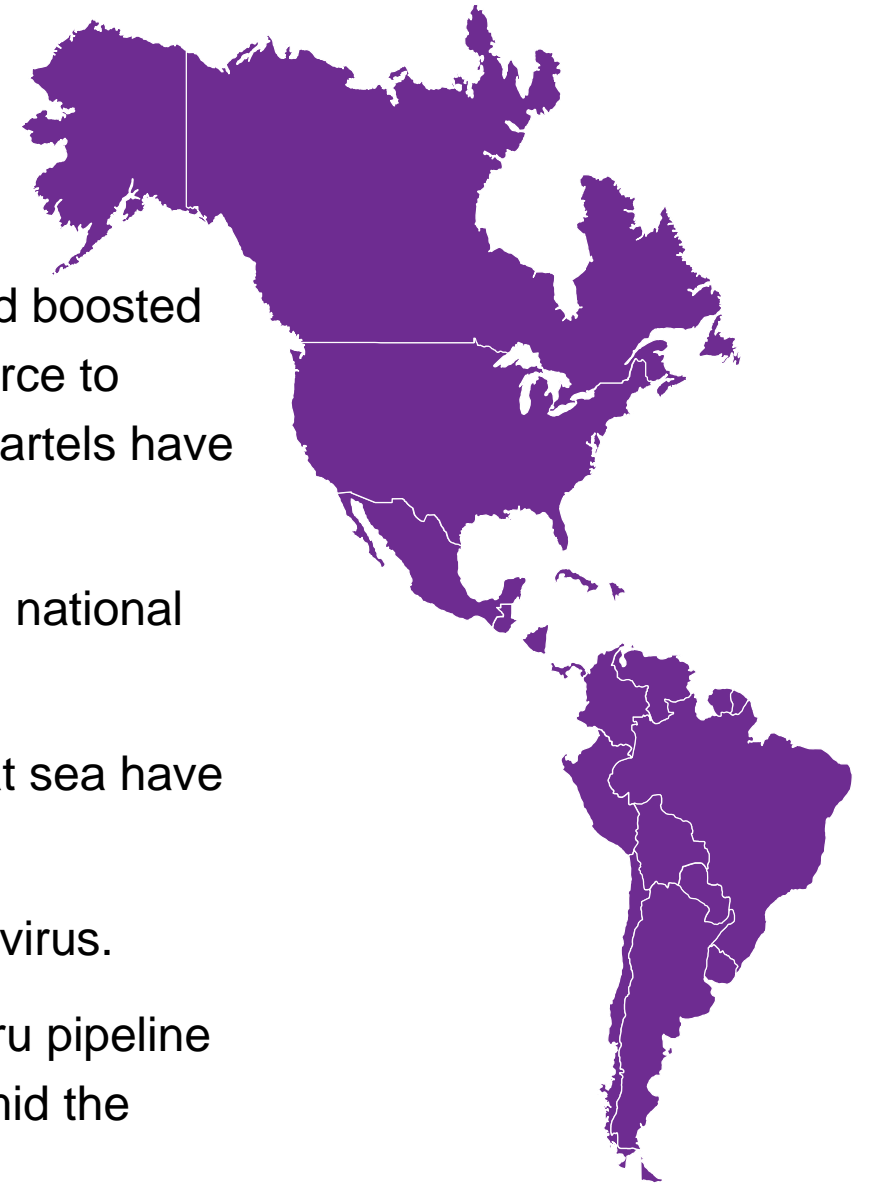 d boosted
rce to
artels have
national
t sea have
virus.
ru pipeline
nid the